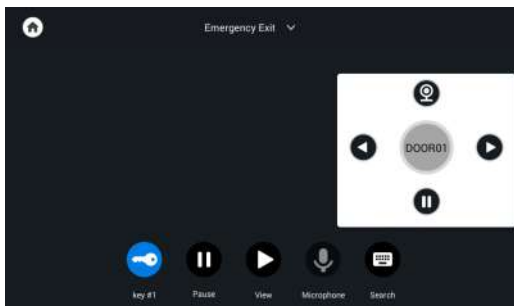 Emergency Exit
DOOR01
key #1
Pause
View
Microphone
Search